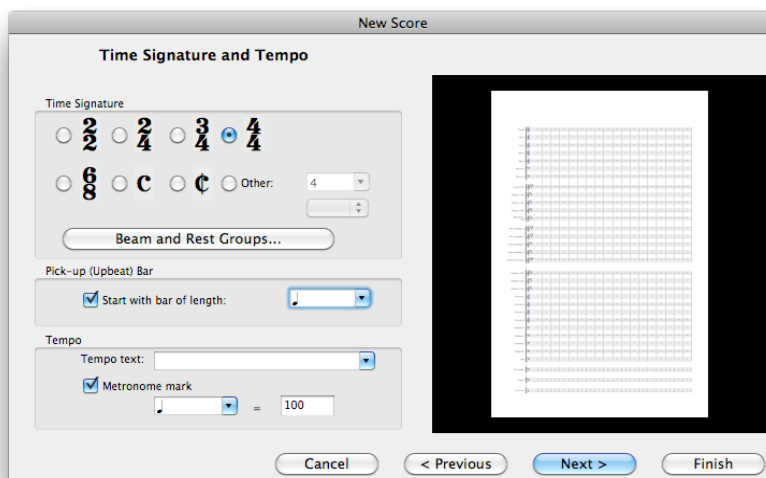 New Score
Time Signature and Tempo
Time Signature
2/2 2/4 3/4 4/4
6/8 C ¢ Other: 4
Beam and Rest Groups...
Pick-up (Upbeat) Bar
Start with bar of length: ♩
Tempo
Tempo text:
Metronome mark
♩ = 100
Cancel < Previous Next > Finish